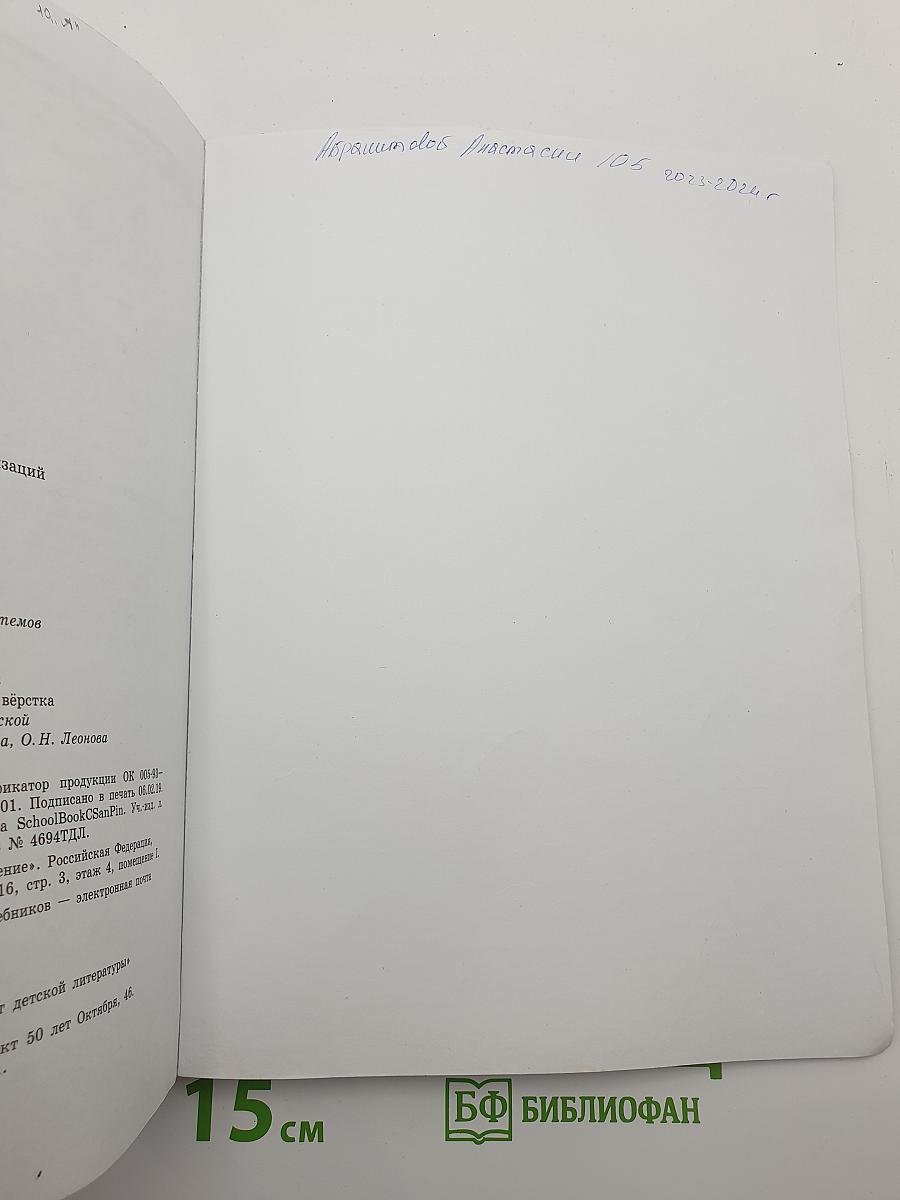 Абрашитовой Анастасии 10Б 2023-2024 г
заций
темов
вёрстка
ской
а, О. Н. Леонова
фикатор продукции ОК 005-93–
01. Подписано в печать 06.02.19.
а SchoolBookCSanPin. Уч.-изд. л.
№ 4694ТДЛ.
ение». Российская Федерация,
16, стр. 3, этаж 4, помещение I.
ебников — электронная почта
т детской литературы»
кт 50 лет Октября, 46.
15 см
БФ БИБЛИОФАН